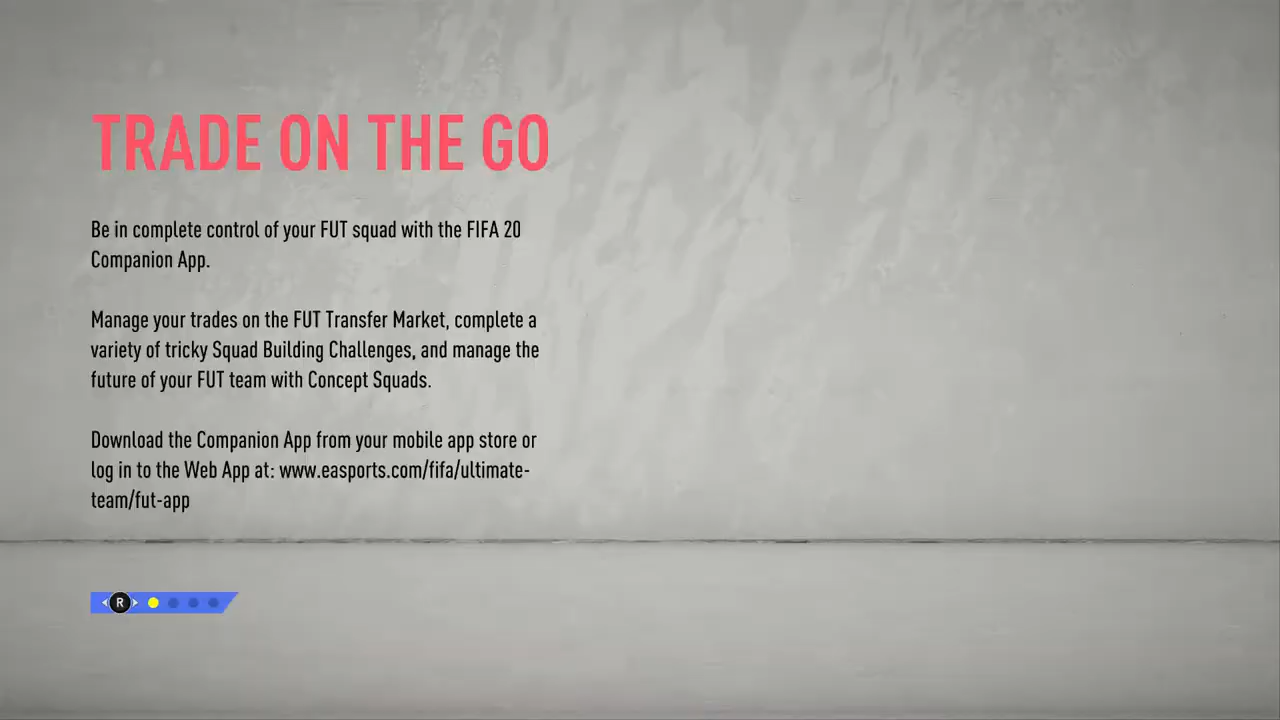 TRADE ON THE GO
Be in complete control of your FUT squad with the FIFA 20
Companion App.
Manage your trades on the FUT Transfer Market, complete a
variety of tricky Squad Building Challenges, and manage the
future of your FUT team with Concept Squads.
Download the Companion App from your mobile app store or
log in to the Web App at: www.easports.com/fifa/ultimate-
team/fut-app
R